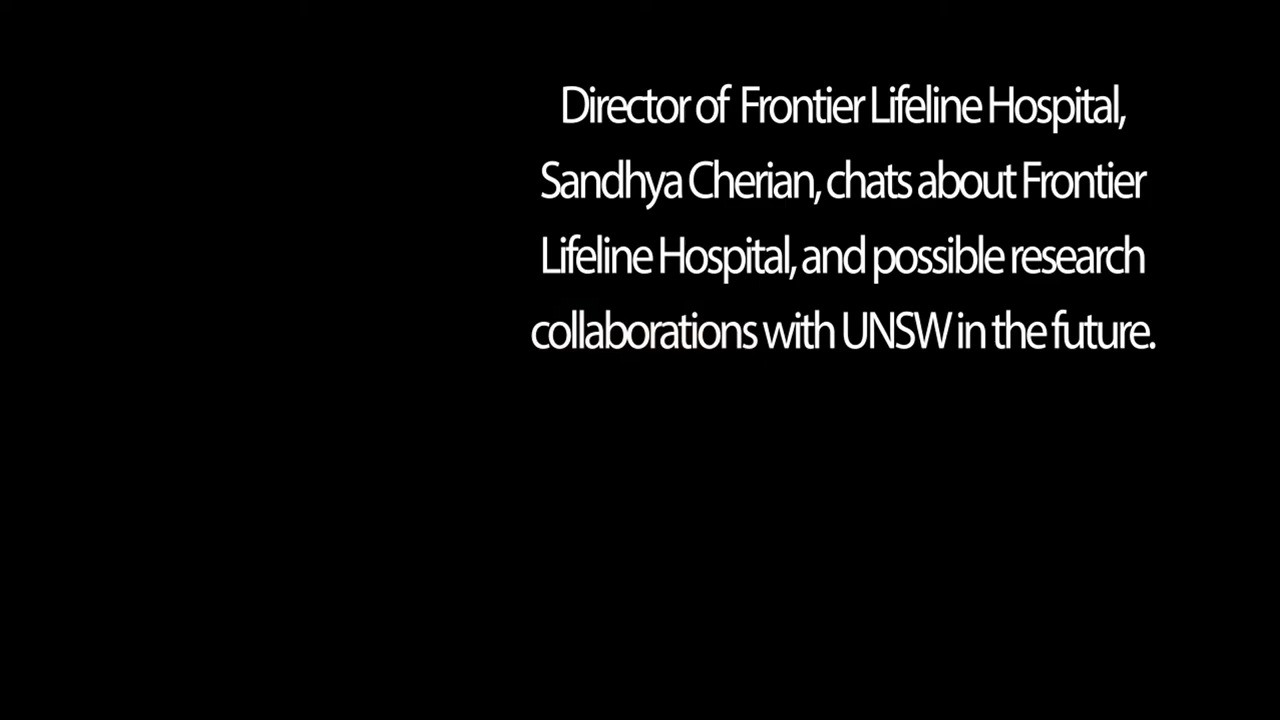 Director of Frontier Lifeline Hospital,
Sandhya Cherian, chats about Frontier
Lifeline Hospital, and possible research
collaborations with UNSW in the future.